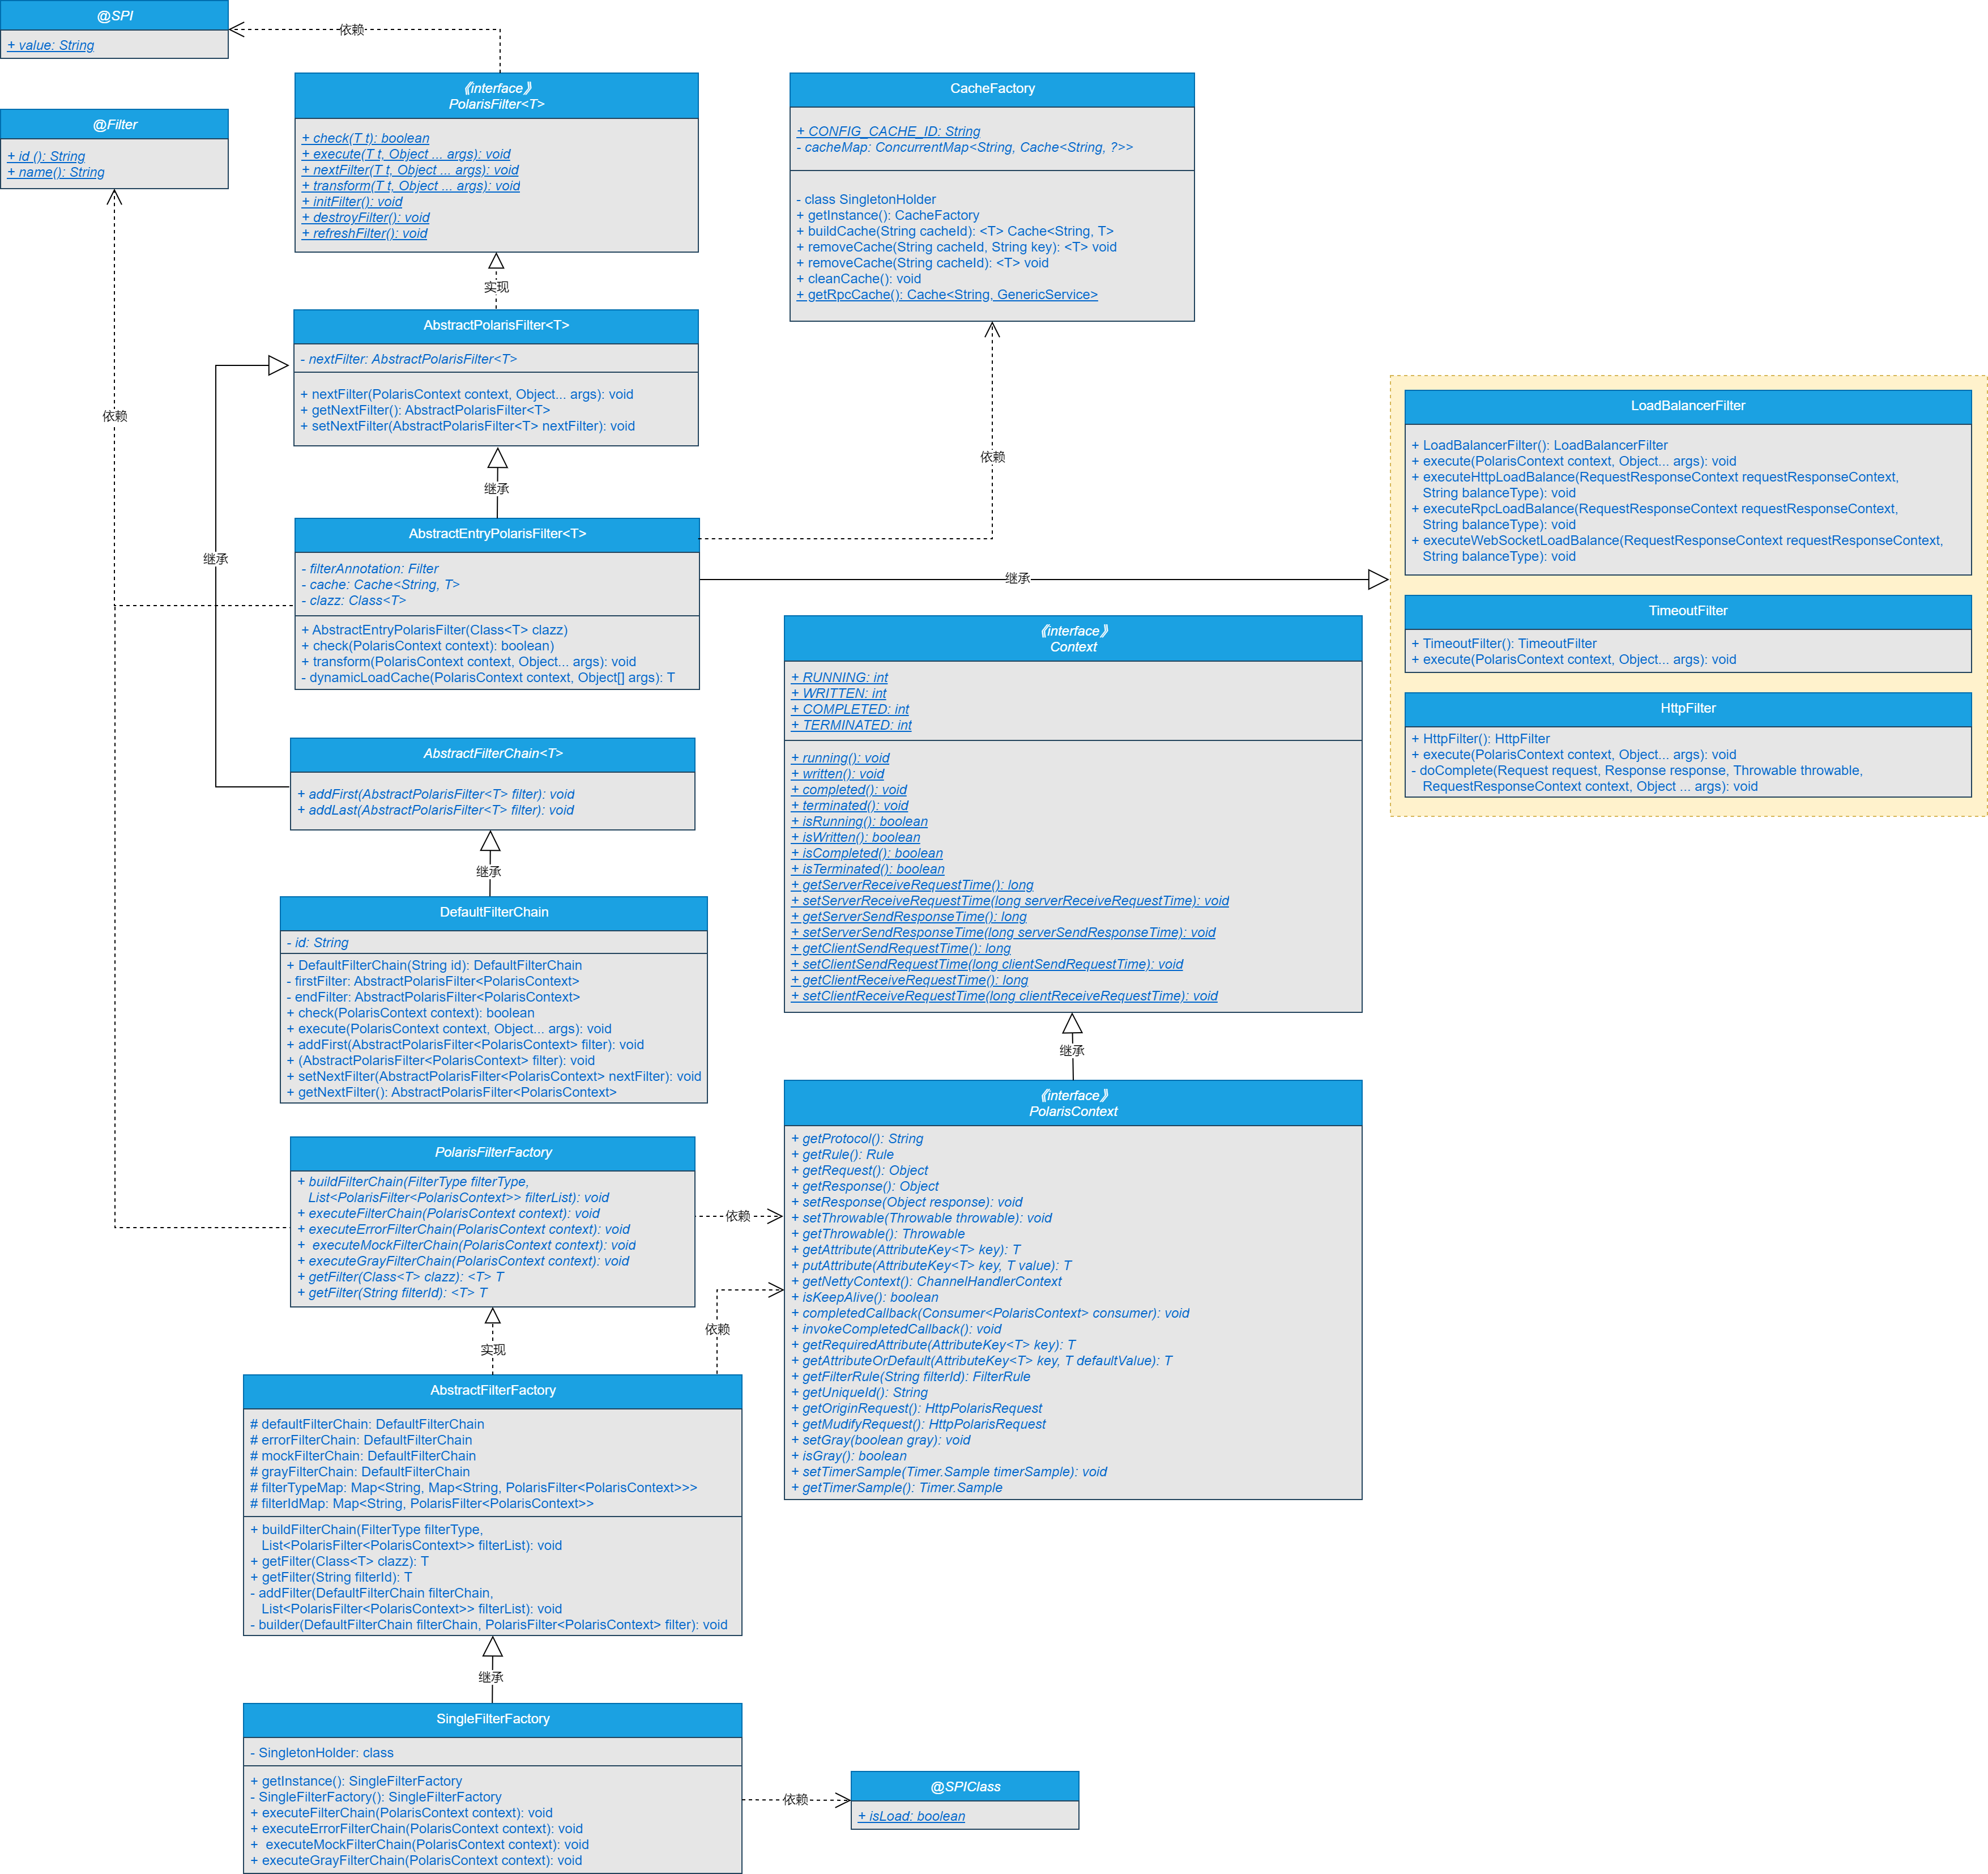 @SPI
+ value: String
依赖
@Filter
+ id (): String
+ name(): String
《interface》
PolarisFilter<T>
+ check(T t): boolean
+ execute(T t, Object ... args): void
+ nextFilter(T t, Object ... args): void
+ transform(T t, Object ... args): void
+ initFilter(): void
+ destroyFilter(): void
+ refreshFilter(): void
CacheFactory
+ CONFIG_CACHE_ID: String
- cacheMap: ConcurrentMap<String, Cache<String, ?>>
- class SingletonHolder
+ getInstance(): CacheFactory
+ buildCache(String cacheId): <T> Cache<String, T>
+ removeCache(String cacheId, String key): <T> void
+ removeCache(String cacheId): <T> void
+ cleanCache(): void
+ getRpcCache(): Cache<String, GenericService>
实现
AbstractPolarisFilter<T>
- nextFilter: AbstractPolarisFilter<T>
+ nextFilter(PolarisContext context, Object... args): void
+ getNextFilter(): AbstractPolarisFilter<T>
+ setNextFilter(AbstractPolarisFilter<T> nextFilter): void
依赖
继承
依赖
继承
AbstractEntryPolarisFilter<T>
- filterAnnotation: Filter
- cache: Cache<String, T>
- clazz: Class<T>
+ AbstractEntryPolarisFilter(Class<T> clazz)
+ check(PolarisContext context): boolean)
+ transform(PolarisContext context, Object... args): void
- dynamicLoadCache(PolarisContext context, Object[] args): T
继承
LoadBalancerFilter
+ LoadBalancerFilter(): LoadBalancerFilter
+ execute(PolarisContext context, Object... args): void
+ executeHttpLoadBalance(RequestResponseContext requestResponseContext,
String balanceType): void
+ executeRpcLoadBalance(RequestResponseContext requestResponseContext,
String balanceType): void
+ executeWebSocketLoadBalance(RequestResponseContext requestResponseContext,
String balanceType): void
TimeoutFilter
+ TimeoutFilter(): TimeoutFilter
+ execute(PolarisContext context, Object... args): void
HttpFilter
+ HttpFilter(): HttpFilter
+ execute(PolarisContext context, Object... args): void
- doComplete(Request request, Response response, Throwable throwable,
RequestResponseContext context, Object ... args): void
《interface》
Context
+ RUNNING: int
+ WRITTEN: int
+ COMPLETED: int
+ TERMINATED: int
+ running(): void
+ written(): void
+ completed(): void
+ terminated(): void
+ isRunning(): boolean
+ isWritten(): boolean
+ isCompleted(): boolean
+ isTerminated(): boolean
+ getServerReceiveRequestTime(): long
+ setServerReceiveRequestTime(long serverReceiveRequestTime): void
+ getServerSendResponseTime(): long
+ setServerSendResponseTime(long serverSendResponseTime): void
+ getClientSendRequestTime(): long
+ setClientSendRequestTime(long clientSendRequestTime): void
+ getClientReceiveRequestTime(): long
+ setClientReceiveRequestTime(long clientReceiveRequestTime): void
AbstractFilterChain<T>
+ addFirst(AbstractPolarisFilter<T> filter): void
+ addLast(AbstractPolarisFilter<T> filter): void
继承
DefaultFilterChain
- id: String
+ DefaultFilterChain(String id): DefaultFilterChain
- firstFilter: AbstractPolarisFilter<PolarisContext>
- endFilter: AbstractPolarisFilter<PolarisContext>
+ check(PolarisContext context): boolean
+ execute(PolarisContext context, Object... args): void
+ addFirst(AbstractPolarisFilter<PolarisContext> filter): void
+ (AbstractPolarisFilter<PolarisContext> filter): void
+ setNextFilter(AbstractPolarisFilter<PolarisContext> nextFilter): void
+ getNextFilter(): AbstractPolarisFilter<PolarisContext>
继承
《interface》
PolarisContext
+ getProtocol(): String
+ getRule(): Rule
+ getRequest(): Object
+ getResponse(): Object
+ setResponse(Object response): void
+ setThrowable(Throwable throwable): void
+ getThrowable(): Throwable
+ getAttribute(AttributeKey<T> key): T
+ putAttribute(AttributeKey<T> key, T value): T
+ getNettyContext(): ChannelHandlerContext
+ isKeepAlive(): boolean
+ completedCallback(Consumer<PolarisContext> consumer): void
+ invokeCompletedCallback(): void
+ getRequiredAttribute(AttributeKey<T> key): T
+ getAttributeOrDefault(AttributeKey<T> key, T defaultValue): T
+ getFilterRule(String filterId): FilterRule
+ getUniqueId(): String
+ getOriginRequest(): HttpPolarisRequest
+ getMudifyRequest(): HttpPolarisRequest
+ setGray(boolean gray): void
+ isGray(): boolean
+ setTimerSample(Timer.Sample timerSample): void
+ getTimerSample(): Timer.Sample
PolarisFilterFactory
+ buildFilterChain(FilterType filterType,
List<PolarisFilter<PolarisContext>> filterList): void
+ executeFilterChain(PolarisContext context): void
+ executeErrorFilterChain(PolarisContext context): void
+ executeMockFilterChain(PolarisContext context): void
+ executeGrayFilterChain(PolarisContext context): void
+ getFilter(Class<T> clazz): <T> T
+ getFilter(String filterId): <T> T
依赖
依赖
实现
AbstractFilterFactory
# defaultFilterChain: DefaultFilterChain
# errorFilterChain: DefaultFilterChain
# mockFilterChain: DefaultFilterChain
# grayFilterChain: DefaultFilterChain
# filterTypeMap: Map<String, Map<String, PolarisFilter<PolarisContext>>>
# filterIdMap: Map<String, PolarisFilter<PolarisContext>>
+ buildFilterChain(FilterType filterType,
List<PolarisFilter<PolarisContext>> filterList): void
+ getFilter(Class<T> clazz): T
+ getFilter(String filterId): T
- addFilter(DefaultFilterChain filterChain,
List<PolarisFilter<PolarisContext>> filterList): void
- builder(DefaultFilterChain filterChain, PolarisFilter<PolarisContext> filter): void
继承
SingleFilterFactory
- SingletonHolder: class
+ getInstance(): SingleFilterFactory
- SingleFilterFactory(): SingleFilterFactory
+ executeFilterChain(PolarisContext context): void
+ executeErrorFilterChain(PolarisContext context): void
+ executeMockFilterChain(PolarisContext context): void
+ executeGrayFilterChain(PolarisContext context): void
依赖
@SPIClass
+ isLoad: boolean